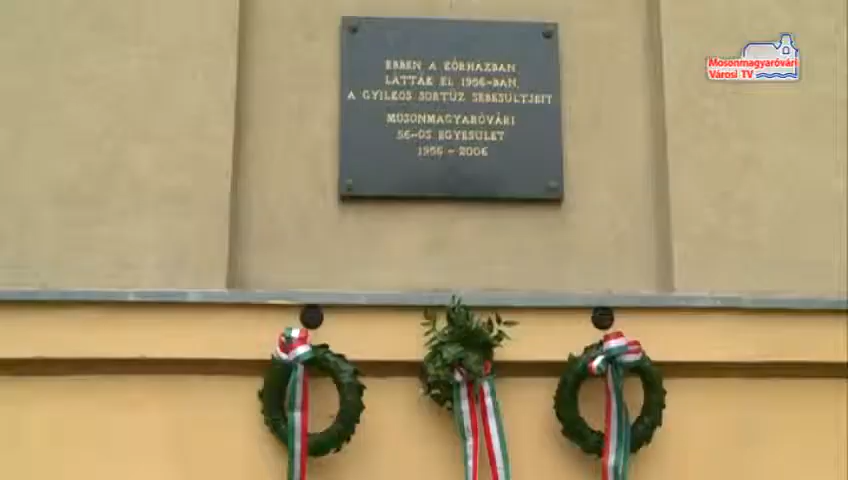 EBBEN A KÓRHÁZBAN
LÁTTÁK EL 1956-BAN,
A GYILKOS SORTŰZ SEBESÜLTJEIT
MOSONMAGYARÓVÁRI
56-OS EGYESÜLET
1956 - 2006
Mosonmagyaróvári
Városi TV